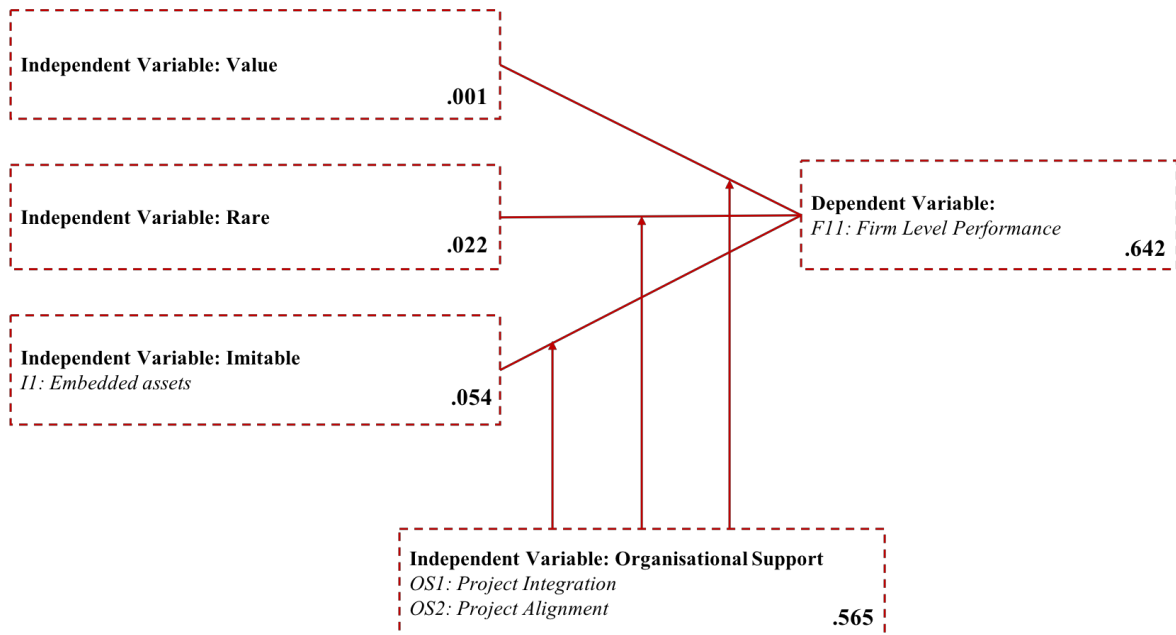 Independent Variable: Value
.001
Independent Variable: Rare
.022
Independent Variable: Imitable
I1: Embedded assets
.054
Dependent Variable:
F11: Firm Level Performance
.642
Independent Variable: Organisational Support
OS1: Project Integration
OS2: Project Alignment
.565